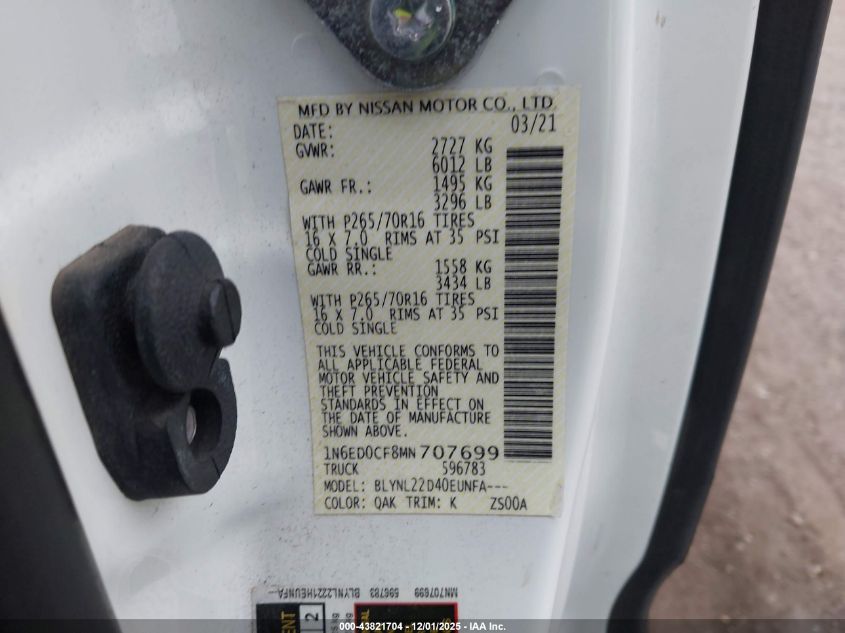 MFD BY NISSAN MOTOR CO., LTD.
DATE: 03/21
GVWR: 2727 KG
6012 LB
GAWR FR.: 1495 KG
3296 LB
WITH P265/70R16 TIRES
16 X 7.0 RIMS AT 35 PSI
COLD SINGLE
GAWR RR.: 1558 KG
3434 LB
WITH P265/70R16 TIRES
16 X 7.0 RIMS AT 35 PSI
COLD SINGLE
THIS VEHICLE CONFORMS TO
ALL APPLICABLE FEDERAL
MOTOR VEHICLE SAFETY AND
THEFT PREVENTION
STANDARDS IN EFFECT ON
THE DATE OF MANUFACTURE
SHOWN ABOVE.
1N6ED0CF8MN707699
TRUCK 596783
MODEL: BLYNL22D40EUNFA---
COLOR: QAK TRIM: K ZS00A
MN707699 596783 BLYNL2221HEUNFA---
2
000-43821704 - 12/01/2025 - IAA Inc.